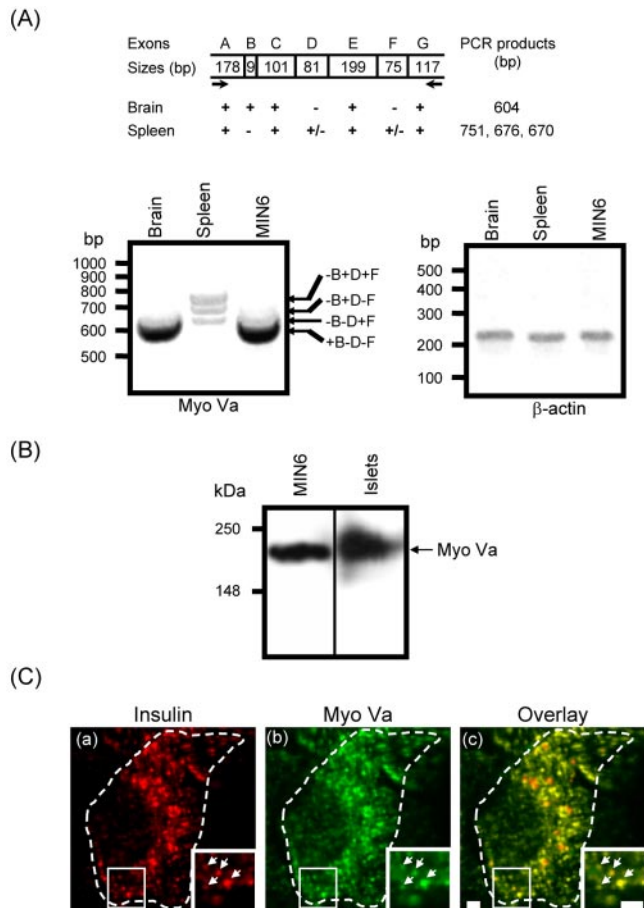 (A)
Exons A B C D E F G PCR products
(bp)
Sizes (bp) 178 9 101 81 199 75 117
Brain + + + - + - + 604
Spleen + - + +/- + +/- + 751, 676, 670
bp Brain Spleen MIN6
1000
900
800
700
600
500
-B+D+F
-B+D-F
-B-D+F
+B-D-F
Myo Va
bp Brain Spleen MIN6
500
400
300
200
100
β-actin
(B)
kDa MIN6 Islets
250
148
Myo Va
(C)
Insulin Myo Va Overlay
(a) (b) (c)